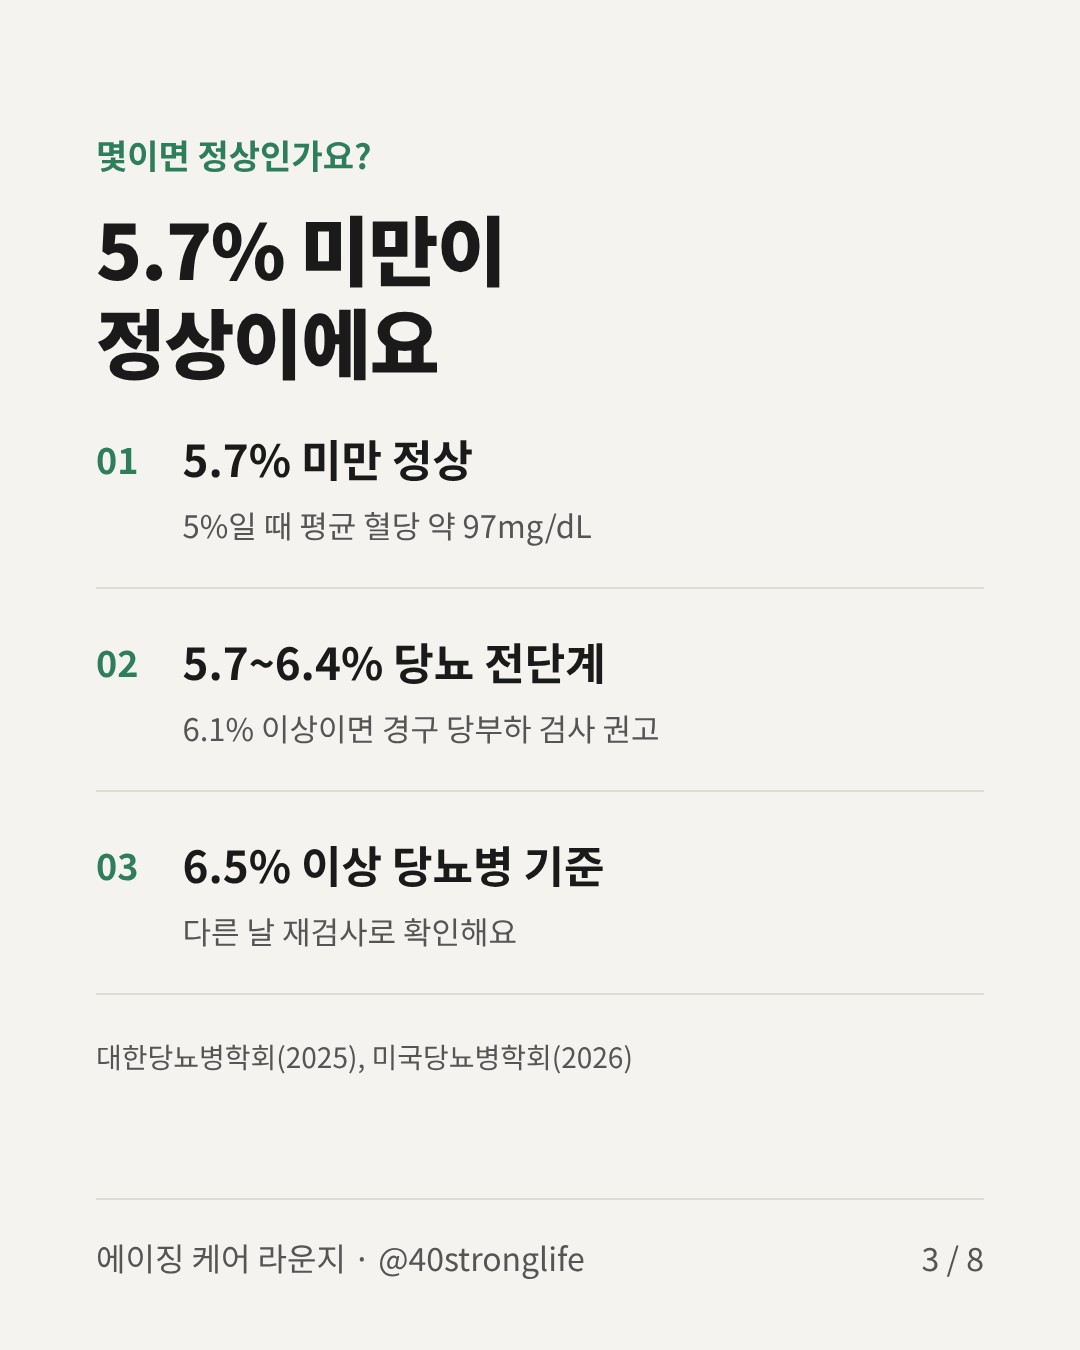 몇이면 정상인가요?
5.7% 미만이
정상이에요
01 5.7% 미만 정상
5%일 때 평균 혈당 약 97mg/dL
02 5.7~6.4% 당뇨 전단계
6.1% 이상이면 경구 당부하 검사 권고
03 6.5% 이상 당뇨병 기준
다른 날 재검사로 확인해요
대한당뇨병학회(2025), 미국당뇨병학회(2026)
에이징 케어 라운지 · @40stronglife 3 / 8